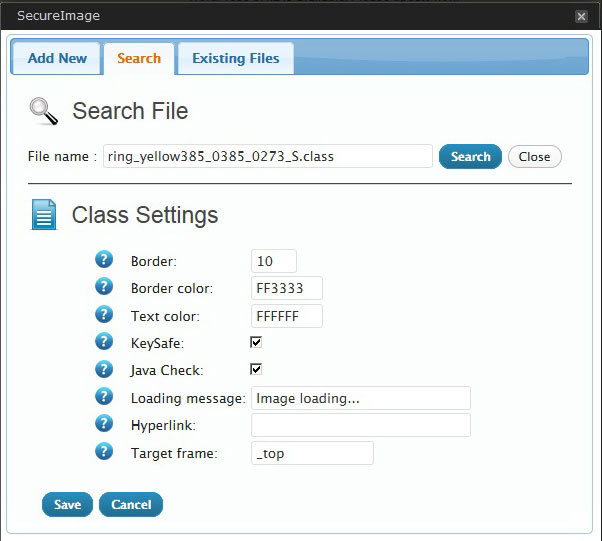 SecureImage
Add New Search Existing Files
Search File
File name : ring_yellow385_0385_0273_S.class Search Close
Class Settings
? Border: 10
? Border color: FF3333
? Text color: FFFFFF
? KeySafe:
? Java Check:
? Loading message: Image loading...
? Hyperlink:
? Target frame: _top
Save Cancel